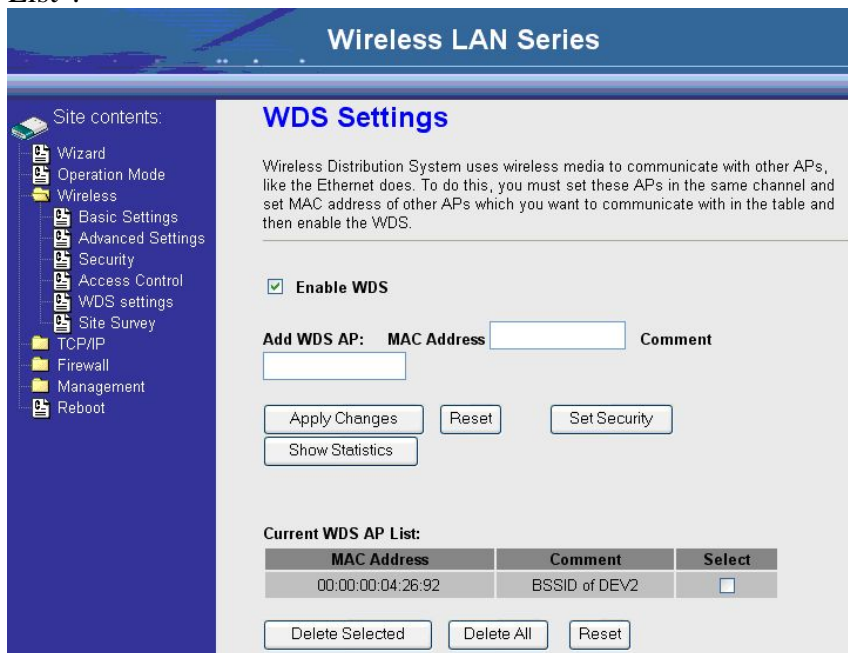 List .
Wireless LAN Series
Site contents:
Wizard
Operation Mode
Wireless
Basic Settings
Advanced Settings
Security
Access Control
WDS settings
Site Survey
TCP/IP
Firewall
Management
Reboot
WDS Settings
Wireless Distribution System uses wireless media to communicate with other APs,
like the Ethernet does. To do this, you must set these APs in the same channel and
set MAC address of other APs which you want to communicate with in the table and
then enable the WDS.
Enable WDS
Add WDS AP: MAC Address Comment
Apply Changes Reset Set Security
Show Statistics
Current WDS AP List:
MAC Address Comment Select
00:00:00:04:26:92 BSSID of DEV2
Delete Selected Delete All Reset